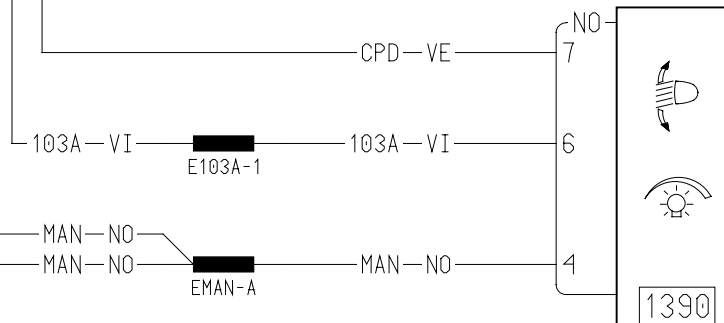 NO
CPD VE 7
103A VI 103A VI 6
E103A-1
MAN NO
MAN NO MAN NO 4
EMAN-A
1390